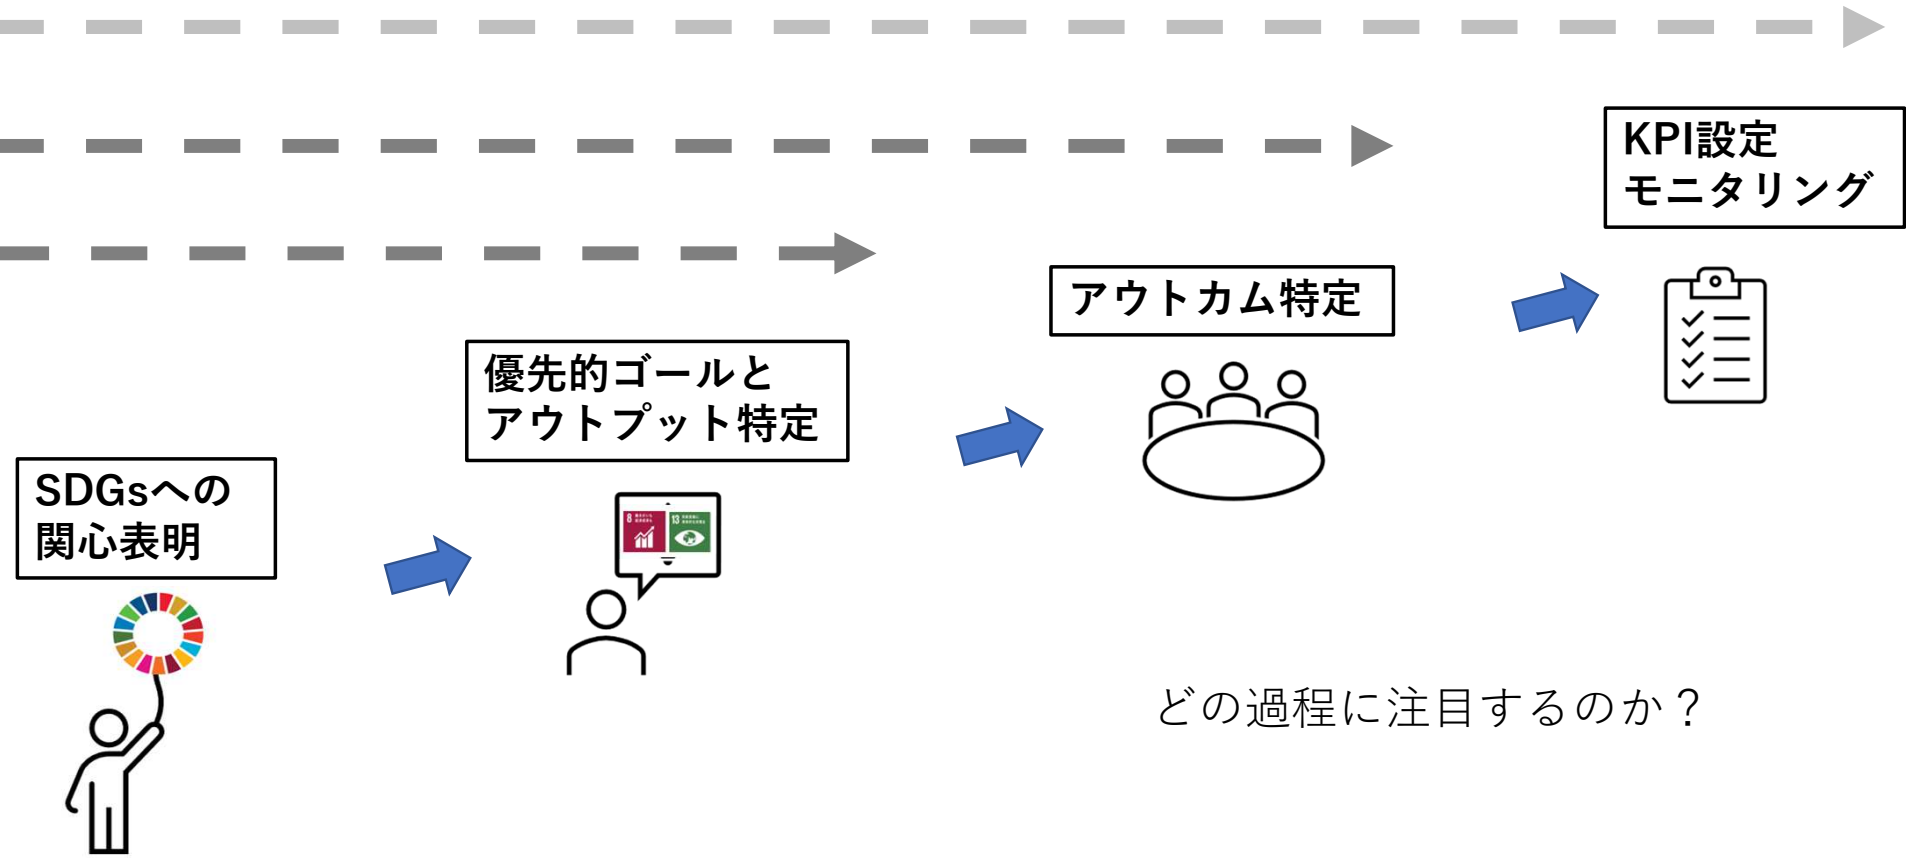 KPI設定
モニタリング
アウトカム特定
優先的ゴールと
アウトプット特定
SDGsへの
関心表明
8
13
どの過程に注目するのか？